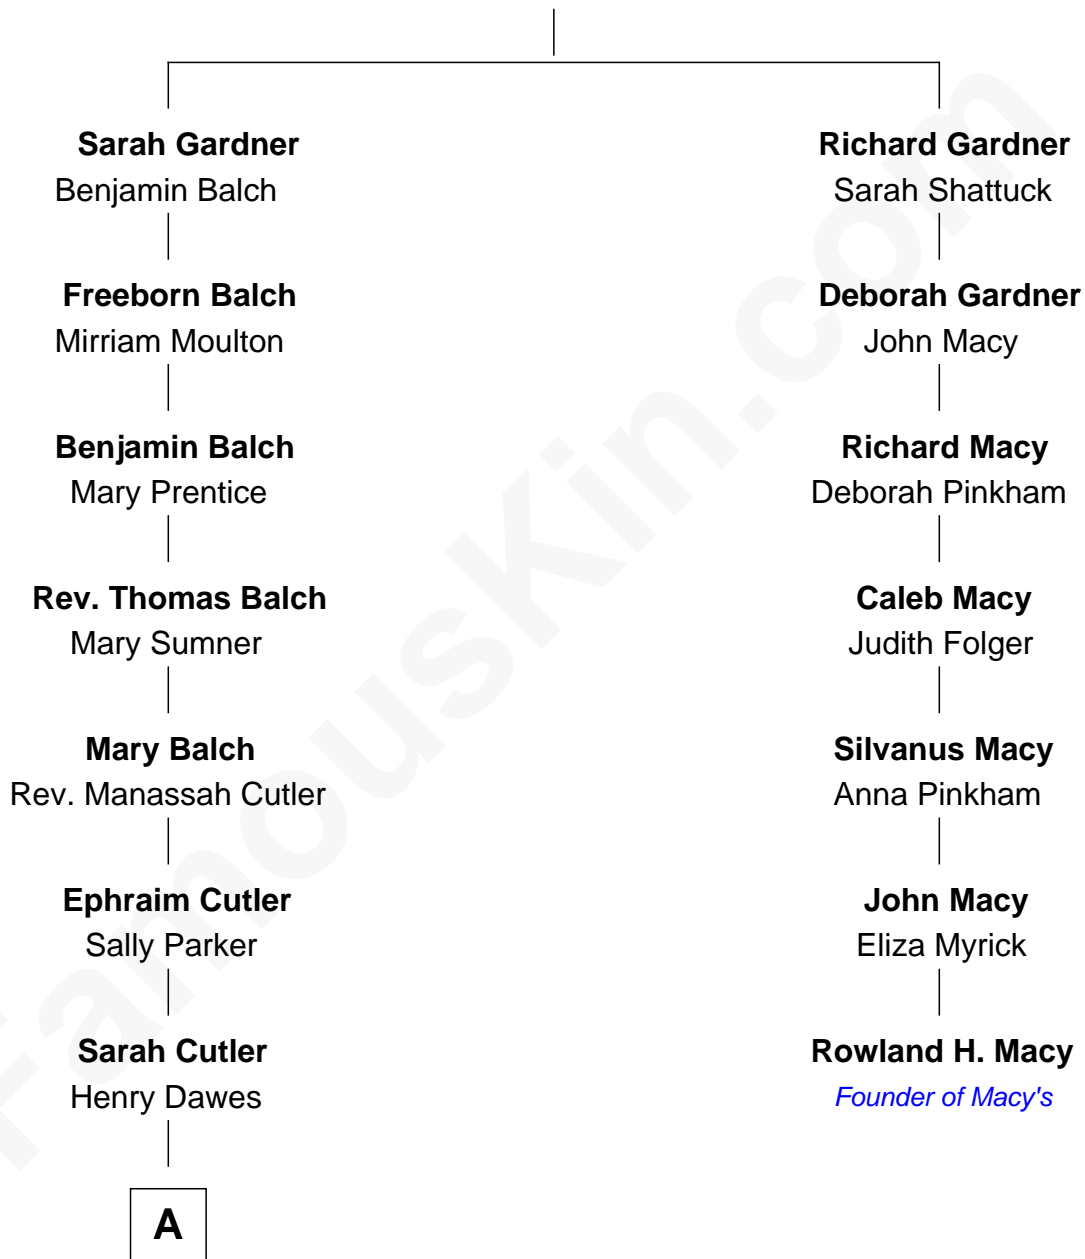 Sarah Gardner
Benjamin Balch
Freeborn Balch
Mirriam Moulton
Benjamin Balch
Mary Prentice
Rev. Thomas Balch
Mary Sumner
Mary Balch
Rev. Manassah Cutler
Ephraim Cutler
Sally Parker
Sarah Cutler
Henry Dawes
A
Richard Gardner
Sarah Shattuck
Deborah Gardner
John Macy
Richard Macy
Deborah Pinkham
Caleb Macy
Judith Folger
Silvanus Macy
Anna Pinkham
John Macy
Eliza Myrick
Rowland H. Macy
Founder of Macy's
FamousKin.com